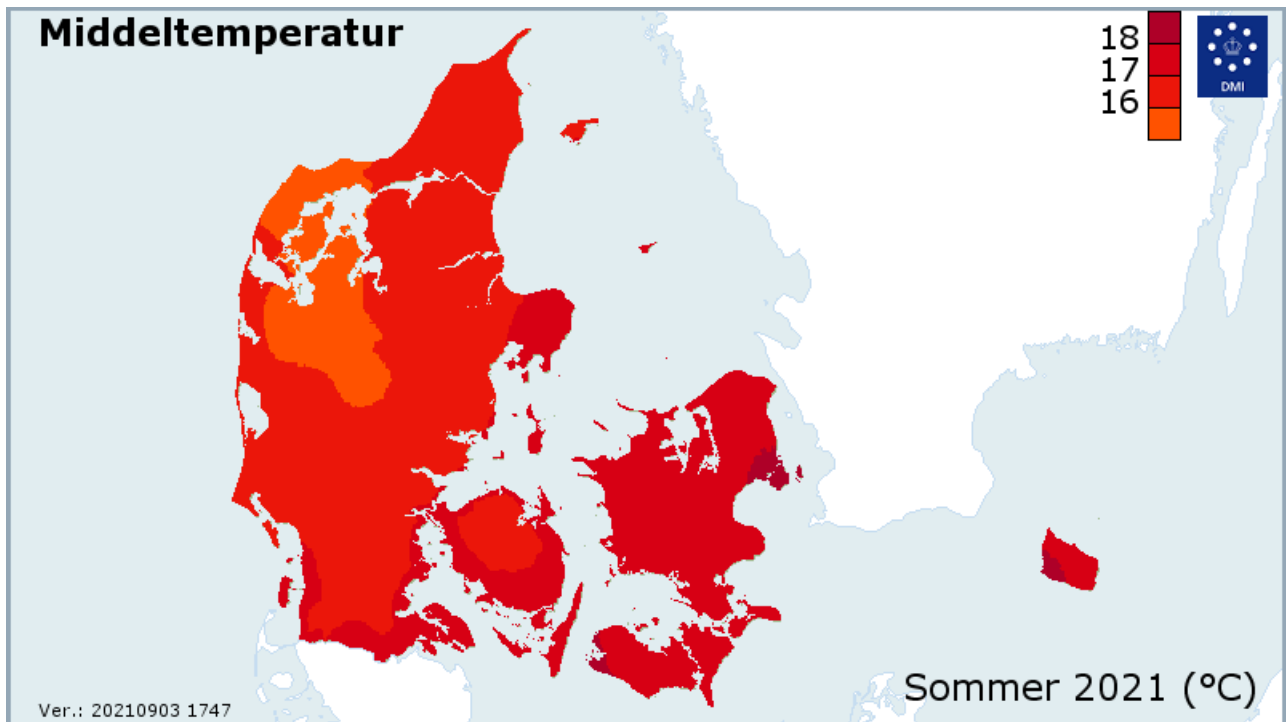 Middeltemperatur
18
17
16
DMI
Sommer 2021 (°C)
Ver.: 20210903 1747